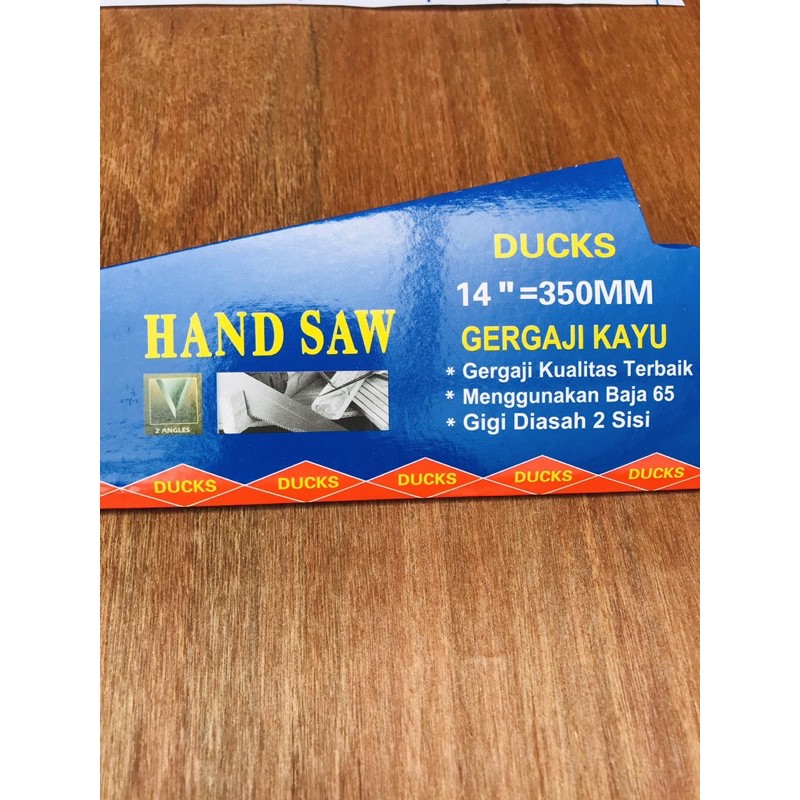 DUCKS
14"=350MM
HAND SAW
GERGAJI KAYU
* Gergaji Kualitas Terbaik
* Menggunakan Baja 65
* Gigi Diasah 2 Sisi
2 ANGLES
DUCKS DUCKS DUCKS DUCKS DUCKS